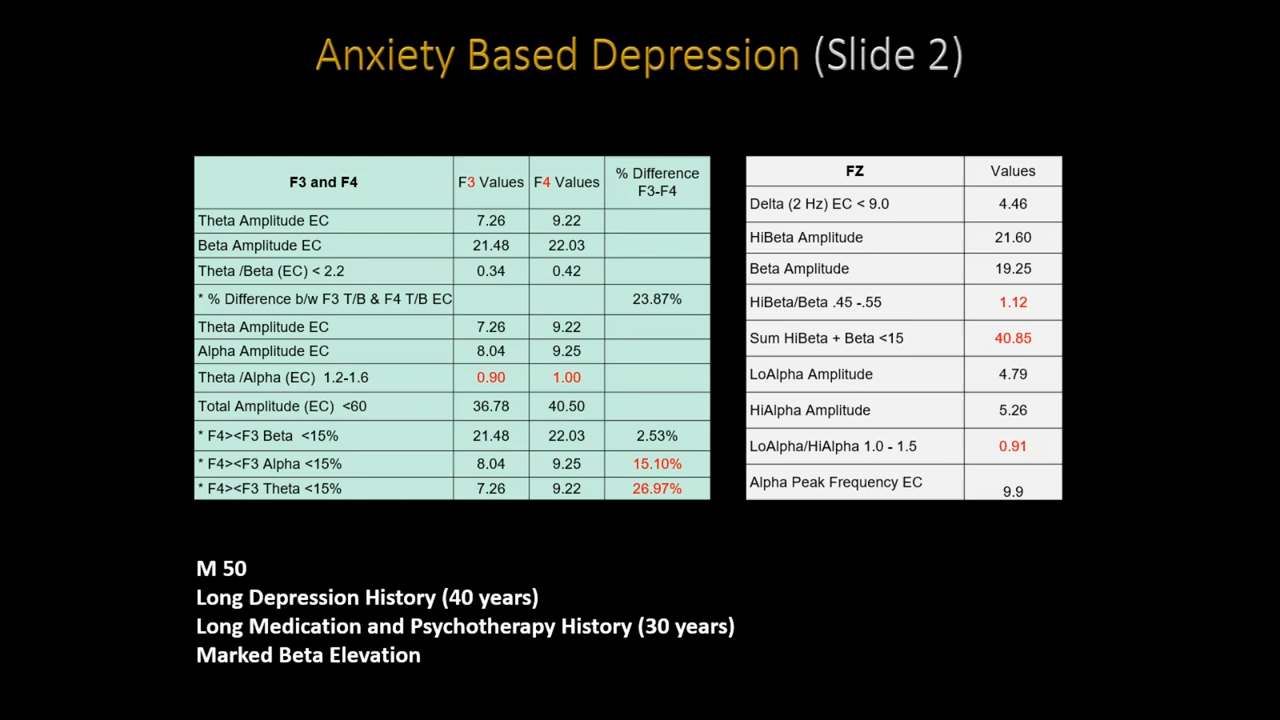 Anxiety Based Depression (Slide 2)
F3 and F4 F3 Values F4 Values % Difference F3-F4
Theta Amplitude EC 7.26 9.22
Beta Amplitude EC 21.48 22.03
Theta /Beta (EC) < 2.2 0.34 0.42
* % Difference b/w F3 T/B & F4 T/B EC 23.87%
Theta Amplitude EC 7.26 9.22
Alpha Amplitude EC 8.04 9.25
Theta /Alpha (EC) 1.2-1.6 0.90 1.00
Total Amplitude (EC) <60 36.78 40.50
* F4><F3 Beta <15% 21.48 22.03 2.53%
* F4><F3 Alpha <15% 8.04 9.25 15.10%
* F4><F3 Theta <15% 7.26 9.22 26.97%
FZ Values
Delta (2 Hz) EC < 9.0 4.46
HiBeta Amplitude 21.60
Beta Amplitude 19.25
HiBeta/Beta .45 -.55 1.12
Sum HiBeta + Beta <15 40.85
LoAlpha Amplitude 4.79
HiAlpha Amplitude 5.26
LoAlpha/HiAlpha 1.0 - 1.5 0.91
Alpha Peak Frequency EC 9.9
M 50
Long Depression History (40 years)
Long Medication and Psychotherapy History (30 years)
Marked Beta Elevation